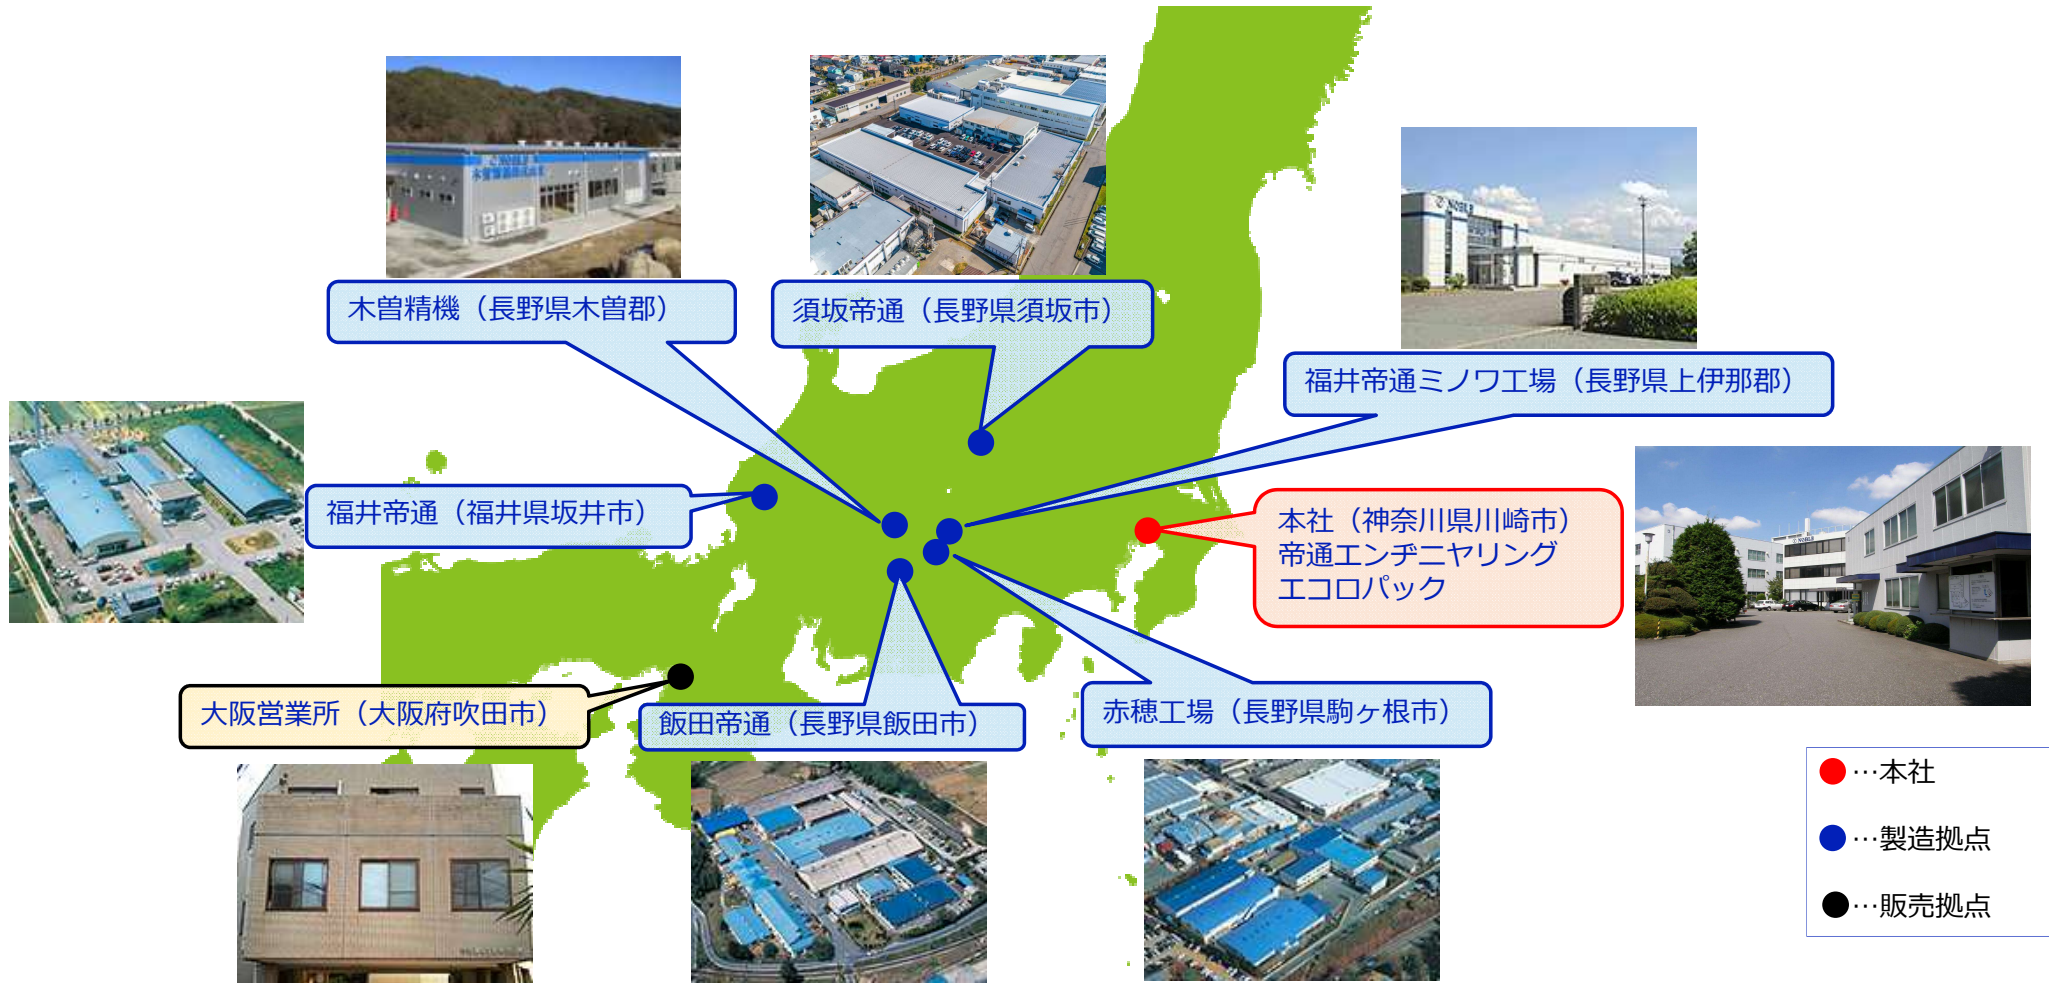 木曽精機（長野県木曽郡）
須坂帝通（長野県須坂市）
NOBLE
福井帝通ミノワ工場（長野県上伊那郡）
福井帝通（福井県坂井市）
本社（神奈川県川崎市）
帝通エンヂニヤリング
エコロパック
NOBLE
大阪営業所（大阪府吹田市）
飯田帝通（長野県飯田市）
赤穂工場（長野県駒ヶ根市）
●…本社
●…製造拠点
●…販売拠点